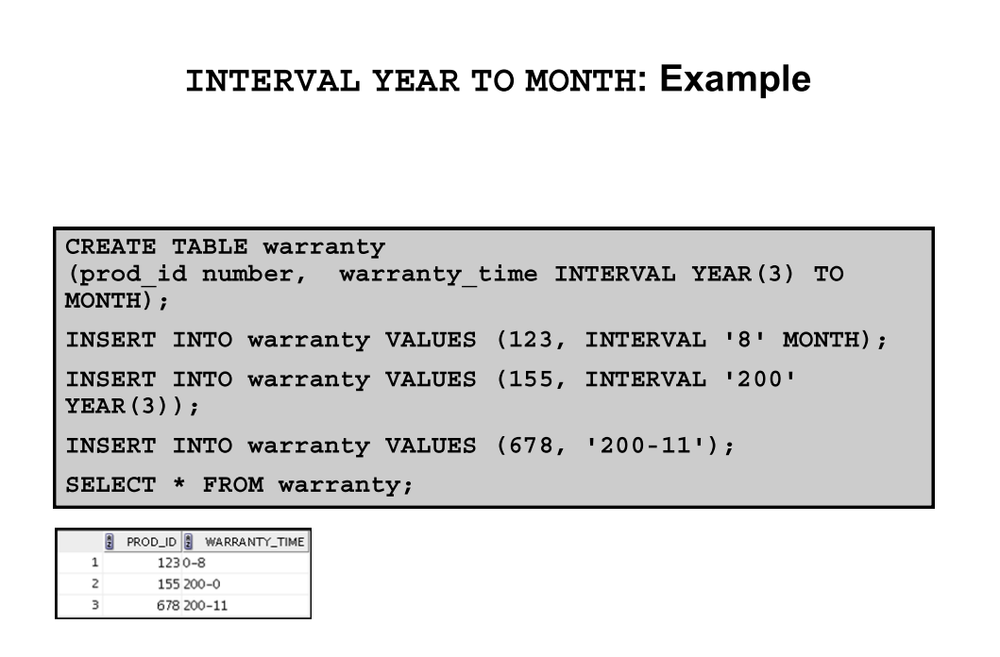 INTERVAL YEAR TO MONTH: Example
CREATE TABLE warranty
(prod_id number,  warranty_time INTERVAL YEAR(3) TO
MONTH);
INSERT INTO warranty VALUES (123, INTERVAL '8' MONTH);
INSERT INTO warranty VALUES (155, INTERVAL '200'
YEAR(3));
INSERT INTO warranty VALUES (678, '200-11');
SELECT * FROM warranty;
PROD_ID WARRANTY_TIME
1 123 0-8
2 155 200-0
3 678 200-11